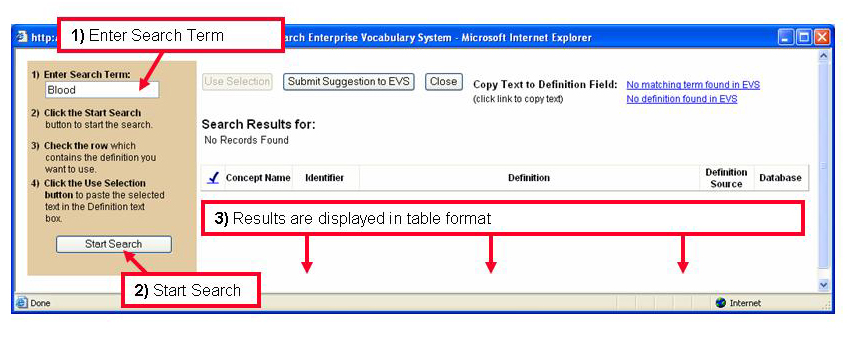 1) Enter Search Term
http:
rch Enterprise Vocabulary System - Microsoft Internet Explorer
1) Enter Search Term:
Blood
2) Click the Start Search
button to start the search.
3) Check the row which
contains the definition you
want to use.
4) Click the Use Selection
button to paste the selected
text in the Definition text
box.
Start Search
Use Selection
Submit Suggestion to EVS
Close
Copy Text to Definition Field:
(click link to copy text)
No matching term found in EVS
No definition found in EVS
Search Results for:
No Records Found
Concept Name Identifier Definition Definition Source Database
3) Results are displayed in table format
2) Start Search
Done
Internet